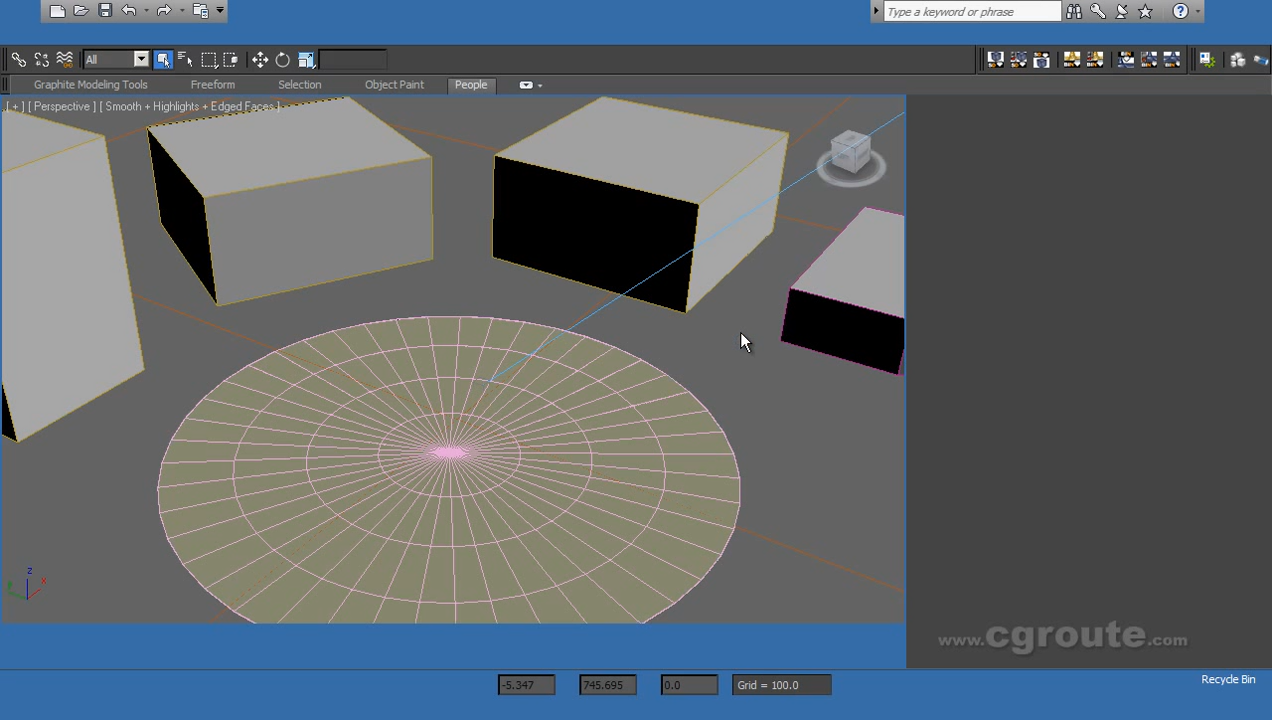 Type a keyword or phrase
All
Graphite Modeling Tools Freeform Selection Object Paint People
[ + ] [ Perspective ] [ Smooth + Highlights + Edged Faces ]
z
x
www.cgroute.com
-5.347 745.695 0.0 Grid = 100.0
Recycle Bin